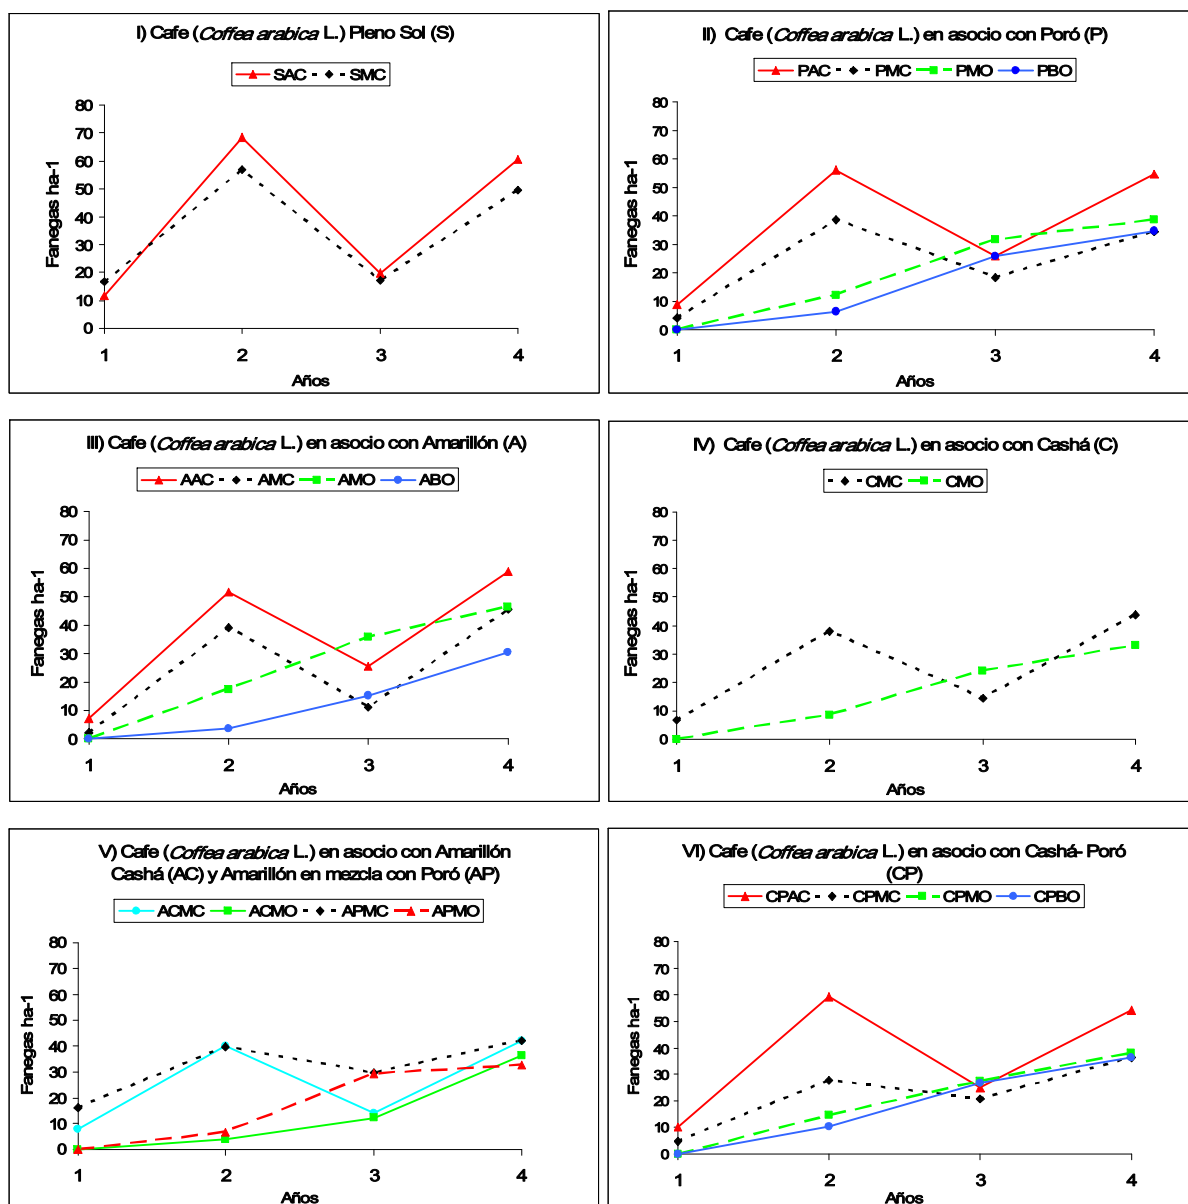 I) Cafe (Coffea arabica L.) Pleno Sol (S)
SAC SMC
80
70
60
50
40
30
20
10
0
Fanegas ha-1
1 2 3 4
Años
II) Cafe (Coffea arabica L.) en asocio con Poró (P)
PAC PMC PMO PBO
80
70
60
50
40
30
20
10
0
Fanegas ha-1
1 2 3 4
Años
III) Cafe (Coffea arabica L.) en asocio con Amarillón (A)
AAC AMC AMO ABO
80
70
60
50
40
30
20
10
0
Fanegas ha-1
1 2 3 4
Años
IV) Cafe (Coffea arabica L.) en asocio con Cashá (C)
CMC CMO
80
70
60
50
40
30
20
10
0
Fanegas ha-1
1 2 3 4
Años
V) Cafe (Coffea arabica L.) en asocio con Amarillón
Cashá (AC) y Amarillón en mezcla con Poró (AP)
ACMC ACMO APMC APMO
80
70
60
50
40
30
20
10
0
Fanegas ha-1
1 2 3 4
Años
VI) Cafe (Coffea arabica L.) en asocio con Cashá- Poró
(CP)
CPAC CPMC CPMO CPBO
80
70
60
50
40
30
20
10
0
Fanegas ha-1
1 2 3 4
Años